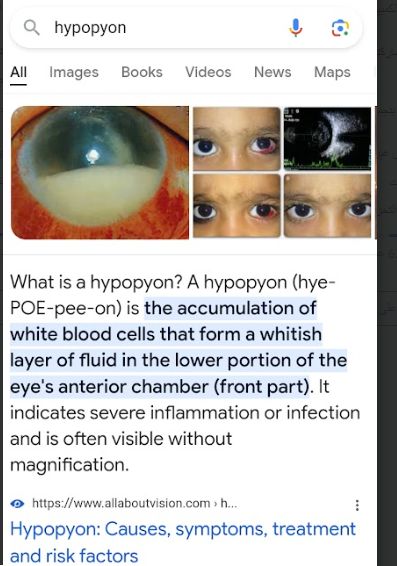 hypopyon
All Images Books Videos News Maps
What is a hypopyon? A hypopyon (hye-
POE-pee-on) is the accumulation of
white blood cells that form a whitish
layer of fluid in the lower portion of the
eye's anterior chamber (front part). It
indicates severe inflammation or infection
and is often visible without
magnification.
https://www.allaboutvision.com › h...
Hypopyon: Causes, symptoms, treatment
and risk factors